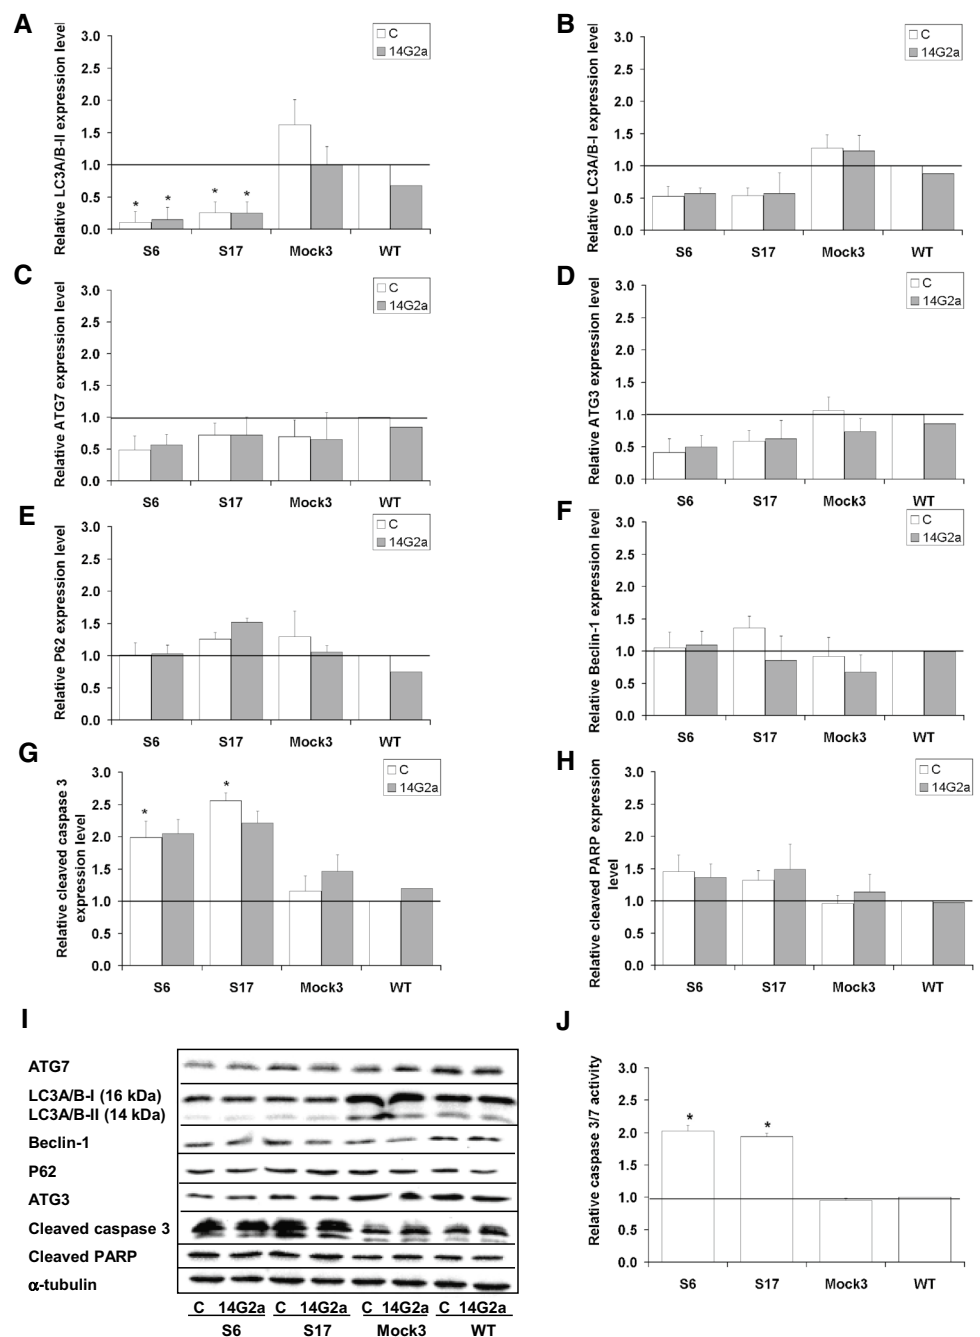 A
Relative LC3A/B-II expression level
3.0
2.5
2.0
1.5
1.0
0.5
0.0
C
14G2a
* * * *
S6 S17 Mock3 WT
B
Relative LC3A/B-I expression level
3.0
2.5
2.0
1.5
1.0
0.5
0.0
C
14G2a
S6 S17 Mock3 WT
C
Relative ATG7 expression level
3.0
2.5
2.0
1.5
1.0
0.5
0.0
C
14G2a
S6 S17 Mock3 WT
D
Relative ATG3 expression level
3.0
2.5
2.0
1.5
1.0
0.5
0.0
C
14G2a
S6 S17 Mock3 WT
E
Relative P62 expression level
3.0
2.5
2.0
1.5
1.0
0.5
0.0
C
14G2a
S6 S17 Mock3 WT
F
Relative Beclin-1 expression level
3.0
2.5
2.0
1.5
1.0
0.5
0.0
C
14G2a
S6 S17 Mock3 WT
G
Relative cleaved caspase 3
expression level
3.0
2.5
2.0
1.5
1.0
0.5
0.0
C
14G2a
* *
S6 S17 Mock3 WT
H
Relative cleaved PARP expression
level
3.0
2.5
2.0
1.5
1.0
0.5
0.0
C
14G2a
S6 S17 Mock3 WT
I
ATG7
LC3A/B-I (16 kDa)
LC3A/B-II (14 kDa)
Beclin-1
P62
ATG3
Cleaved caspase 3
Cleaved PARP
α-tubulin
C 14G2a C 14G2a C 14G2a C 14G2a
S6 S17 Mock3 WT
J
Relative caspase 3/7 activity
3.0
2.5
2.0
1.5
1.0
0.5
0.0
* *
S6 S17 Mock3 WT